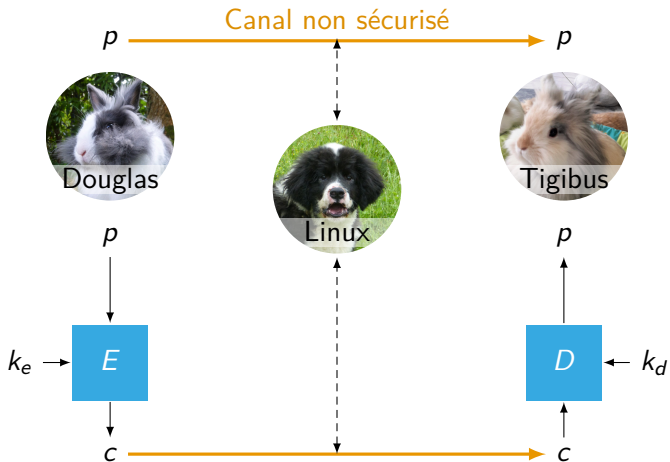 Canal non sécurisé
p p
Douglas
Linux
Tigibus
p p
k_e E D k_d
c c